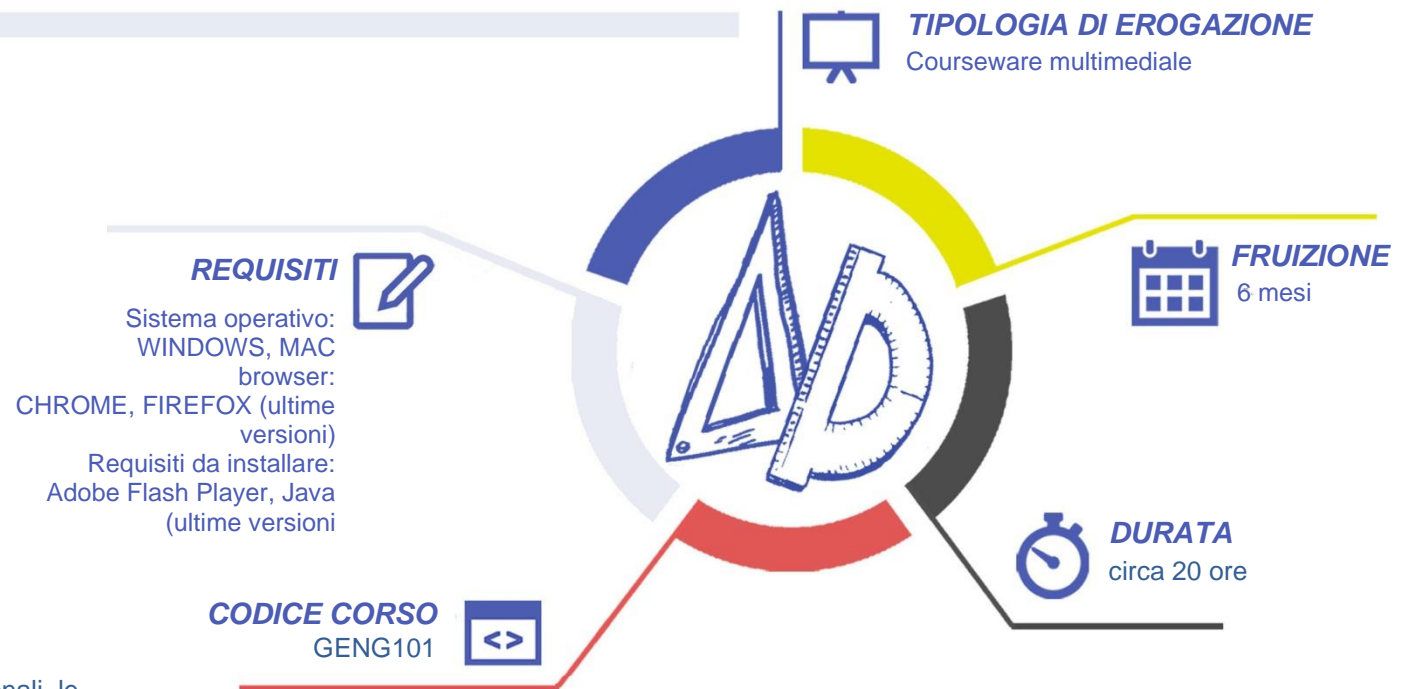 TIPOLOGIA DI EROGAZIONE
Courseware multimediale
REQUISITI
Sistema operativo:
WINDOWS, MAC
browser:
CHROME, FIREFOX (ultime
versioni)
Requisiti da installare:
Adobe Flash Player, Java
(ultime versioni
FRUIZIONE
6 mesi
DURATA
circa 20 ore
CODICE CORSO
GENG101